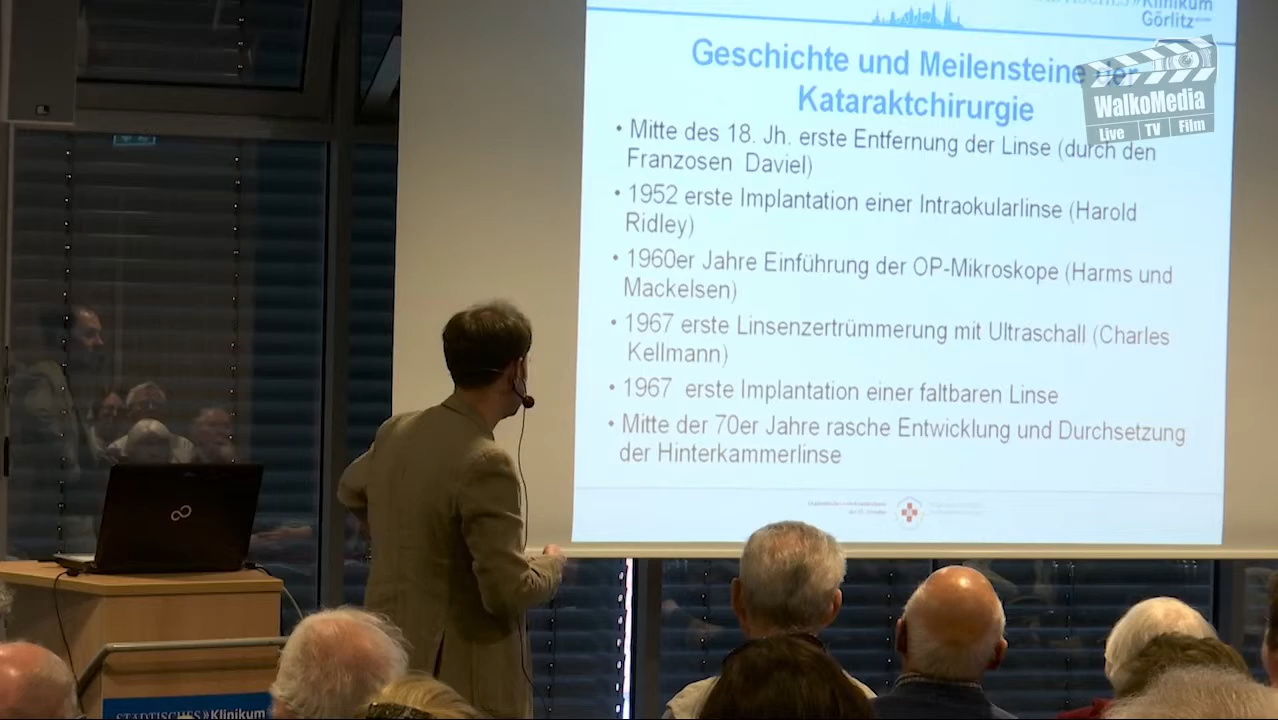 STÄDTISCHES»Klinikum
Görlitz
Geschichte und Meilensteine der
Kataraktchirurgie
WalkoMedia
Live TV Film
• Mitte des 18. Jh. erste Entfernung der Linse (durch den
Franzosen Daviel)
• 1952 erste Implantation einer Intraokularlinse (Harold
Ridley)
• 1960er Jahre Einführung der OP-Mikroskope (Harms und
Mackelsen)
• 1967 erste Linsenzertrümmerung mit Ultraschall (Charles
Kellmann)
• 1967 erste Implantation einer faltbaren Linse
• Mitte der 70er Jahre rasche Entwicklung und Durchsetzung
der Hinterkammerlinse
STÄDTISCHES»Klinikum